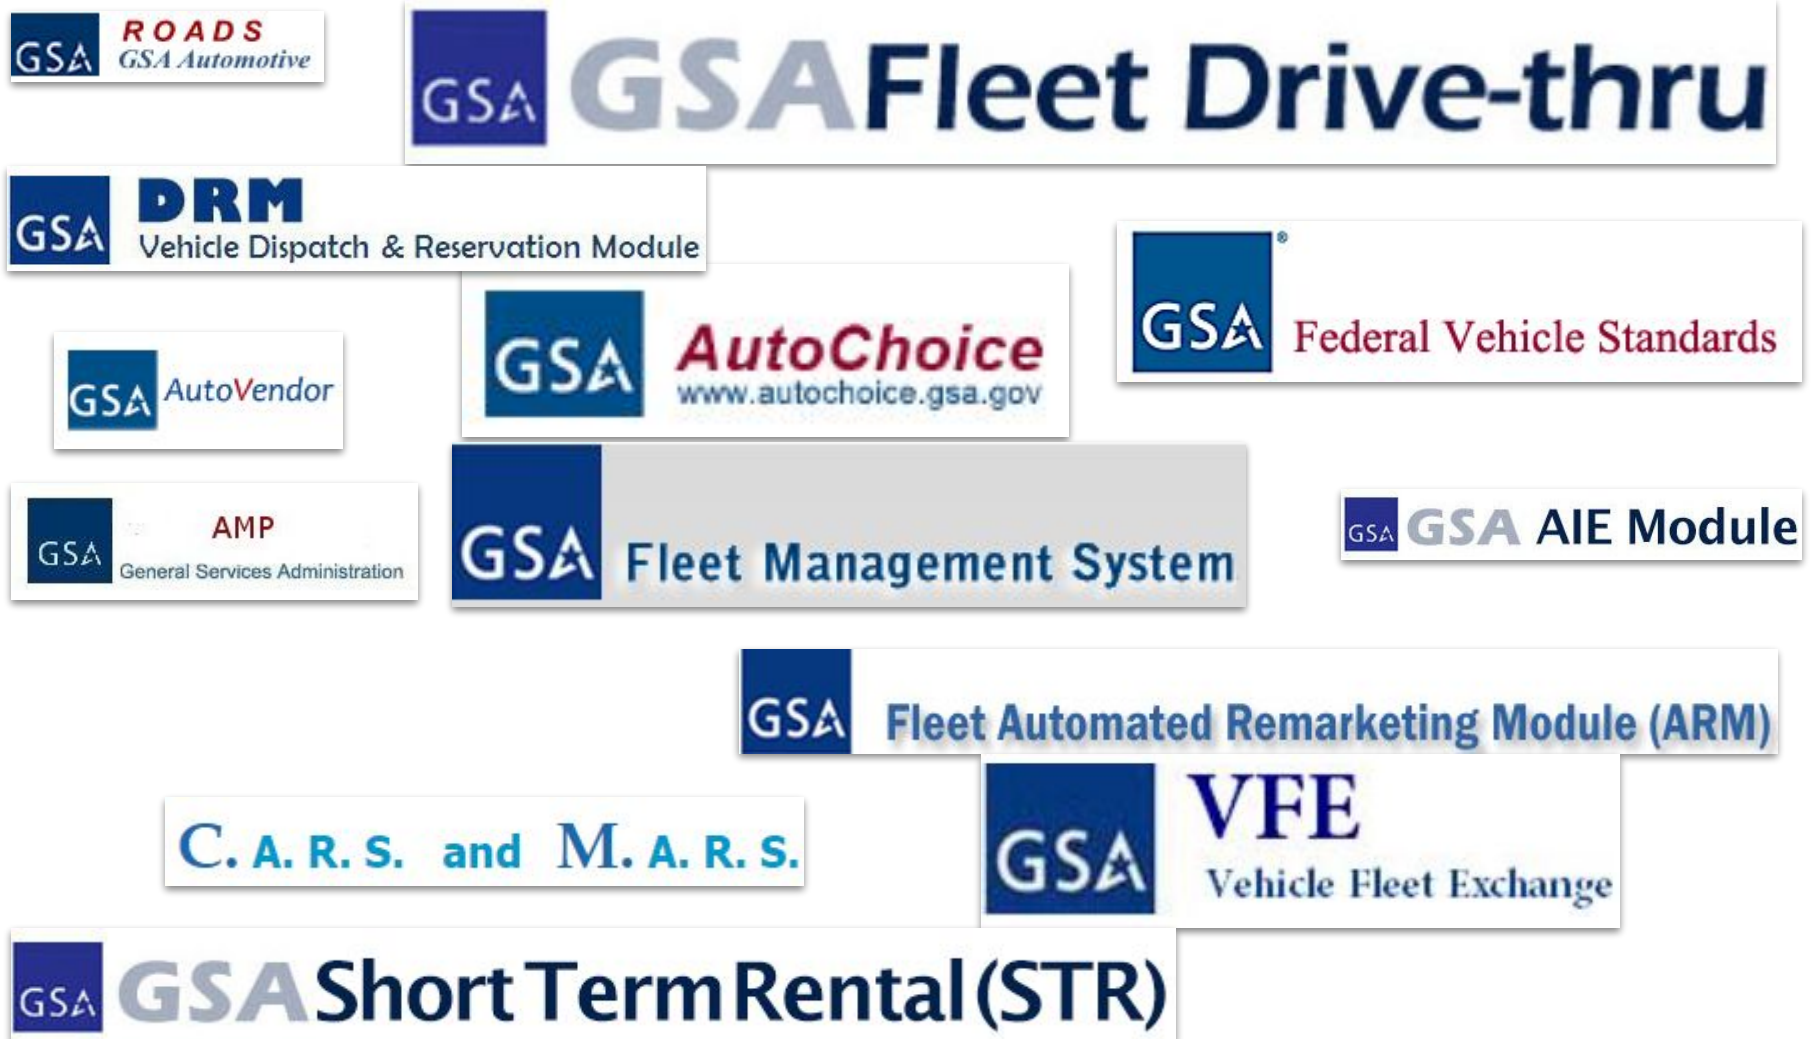 GSA
ROADS
GSA Automotive
GSA GSAFleet Drive-thru
GSA
DRM
Vehicle Dispatch & Reservation Module
GSA®
Federal Vehicle Standards
GSA
AutoChoice
www.autochoice.gsa.gov
GSA AutoVendor
GSA
AMP
General Services Administration
GSA Fleet Management System
GSA GSA AIE Module
GSA Fleet Automated Remarketing Module (ARM)
C. A. R. S. and M. A. R. S.
GSA
VFE
Vehicle Fleet Exchange
GSA GSA Short Term Rental (STR)